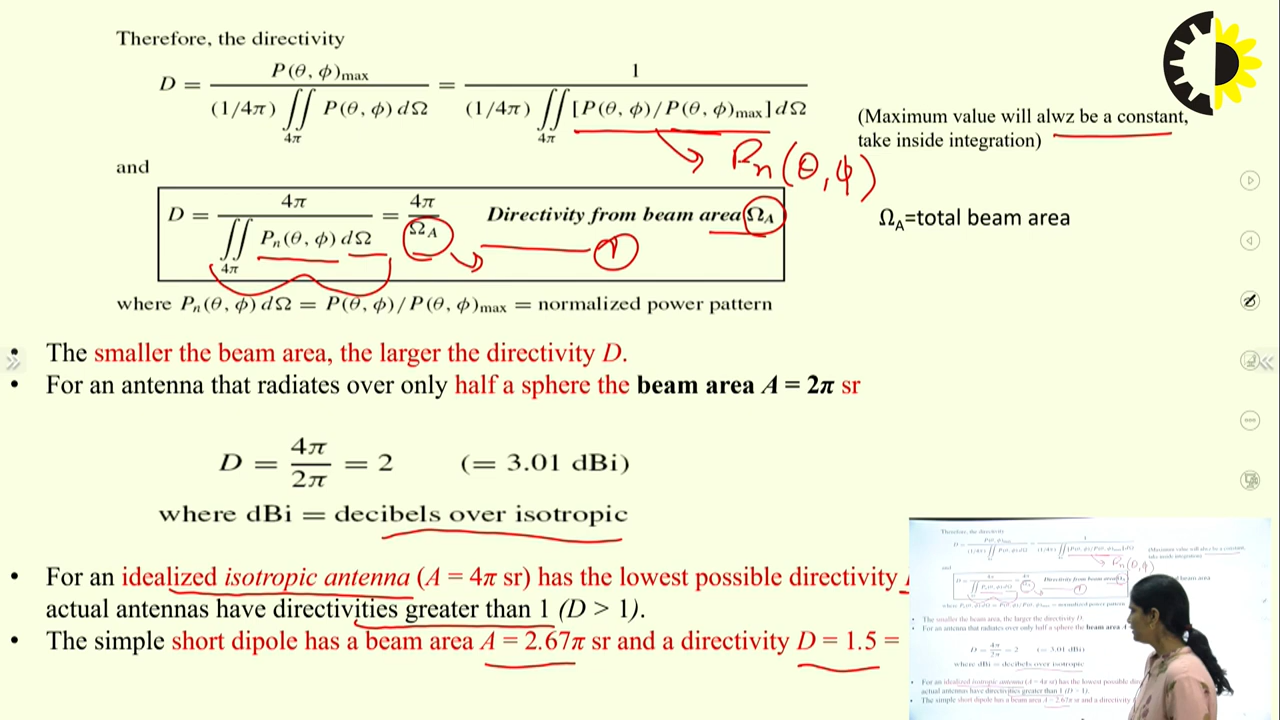 Therefore, the directivity
D = P(θ, ϕ)max / (1/4π) ∬4π P(θ, ϕ) dΩ = 1 / (1/4π) ∬4π [P(θ, ϕ)/P(θ, ϕ)max] dΩ
(Maximum value will alwz be a constant,
take inside integration)
Pn(θ, ϕ)
and
D = 4π / ∬4π Pn(θ, ϕ) dΩ = 4π / ΩA Directivity from beam area ΩA
1
ΩA=total beam area
where Pn(θ, ϕ) dΩ = P(θ, ϕ)/P(θ, ϕ)max = normalized power pattern
• The smaller the beam area, the larger the directivity D.
• For an antenna that radiates over only half a sphere the beam area A = 2π sr
D = 4π / 2π = 2 (= 3.01 dBi)
where dBi = decibels over isotropic
• For an idealized isotropic antenna (A = 4π sr) has the lowest possible directivity
actual antennas have directivities greater than 1 (D > 1).
• The simple short dipole has a beam area A = 2.67π sr and a directivity D = 1.5 =